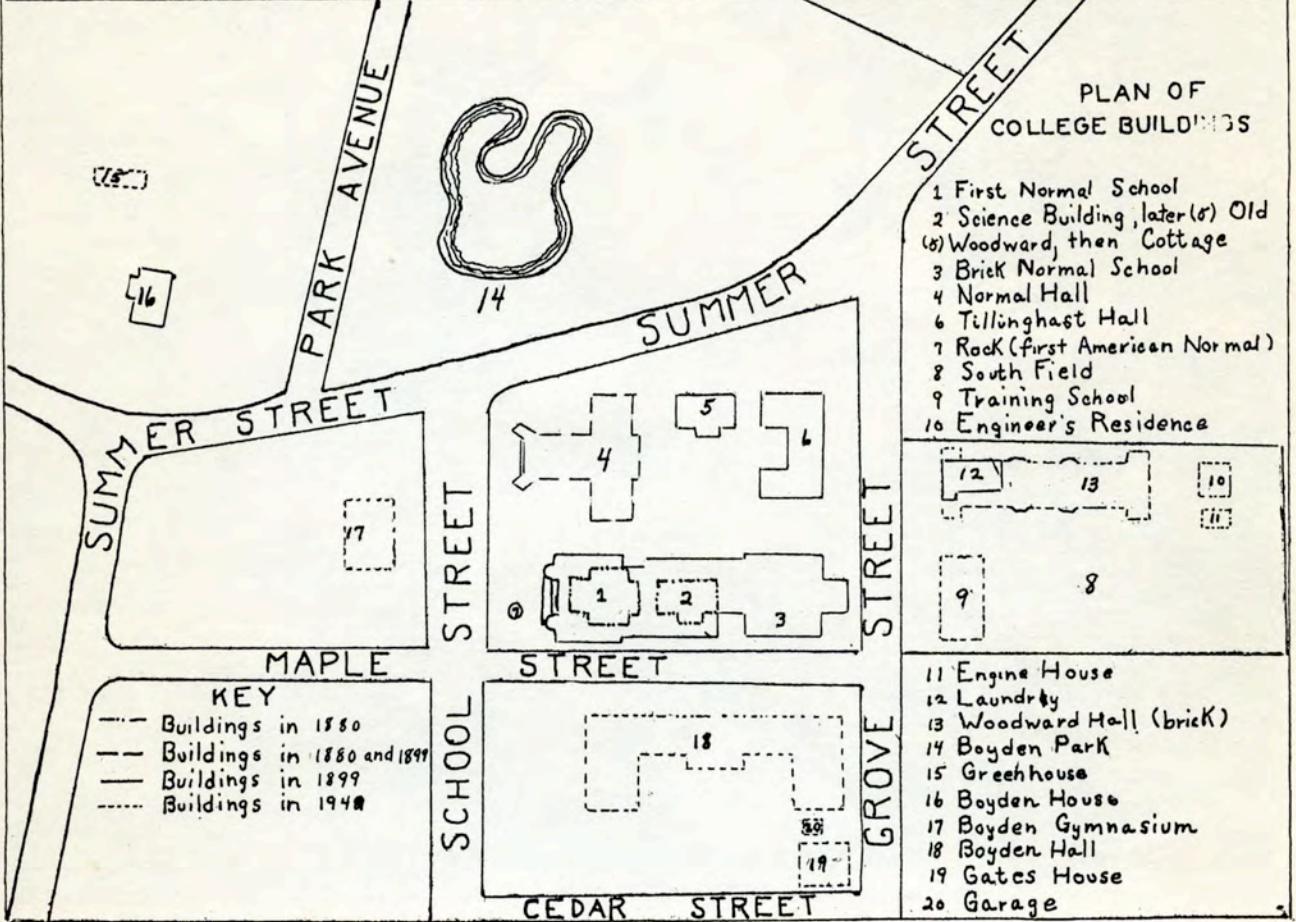 PLAN OF
COLLEGE BUILDINGS
1 First Normal School
2 Science Building, later (5) Old
(5) Woodward, then Cottage
3 Brick Normal School
4 Normal Hall
6 Tillinghast Hall
7 Rock (first American Normal)
8 South Field
9 Training School
10 Engineer's Residence
PARK AVENUE
STREET
15
16
14
SUMMER
SUMMER STREET
5
4
6
17
STREET
STREET
12
13
10
11
1
2
3
7
9
8
MAPLE STREET
KEY
Buildings in 1880
Buildings in 1880 and 1899
Buildings in 1899
Buildings in
SCHOOL
GROVE
18
20
19
CEDAR STREET
11 Engine House
12 Laundry
13 Woodward Hall (brick)
14 Boyden Park
15 Greenhouse
16 Boyden House
17 Boyden Gymnasium
18 Boyden Hall
19 Gates House
20 Garage